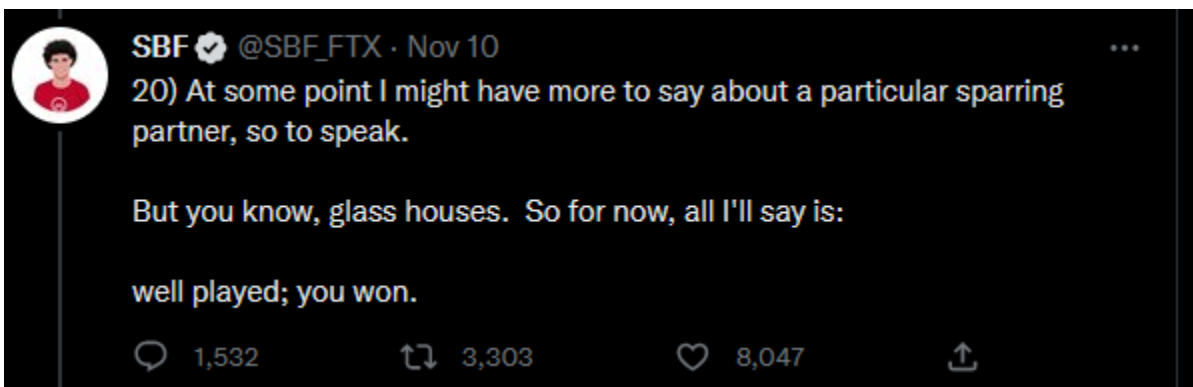 SBF @SBF_FTX · Nov 10
20) At some point I might have more to say about a particular sparring
partner, so to speak.
But you know, glass houses.  So for now, all I'll say is:
well played; you won.
1,532 3,303 8,047